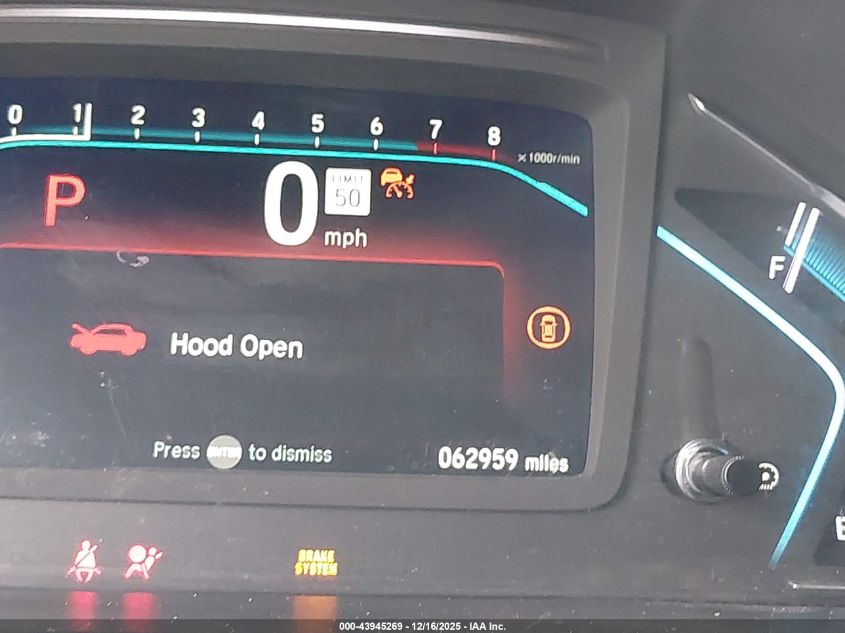 0 1 2 3 4 5 6 7 8
×1000r/min
P 0 LIMIT
50
mph
F
Hood Open
Press ENTER to dismiss
062959 miles
E
BRAKE
SYSTEM
000-43945269 - 12/16/2025 - IAA Inc.